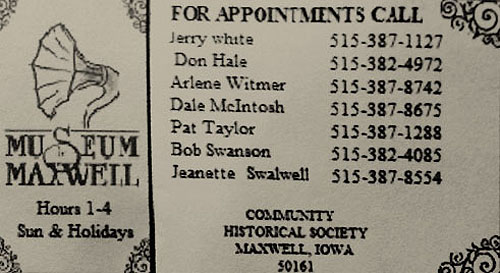 MUSEUM
MAXWELL
Hours 1-4
Sun & Holidays
FOR APPOINTMENTS CALL
Jerry white 515-387-1127
Don Hale 515-382-4972
Arlene Witmer 515-387-8742
Dale McIntosh 515-387-8675
Pat Taylor 515-387-1288
Bob Swanson 515-382-4085
Jeanette Swalwell 515-387-8554
COMMUNITY
HISTORICAL SOCIETY
MAXWELL, IOWA
50161